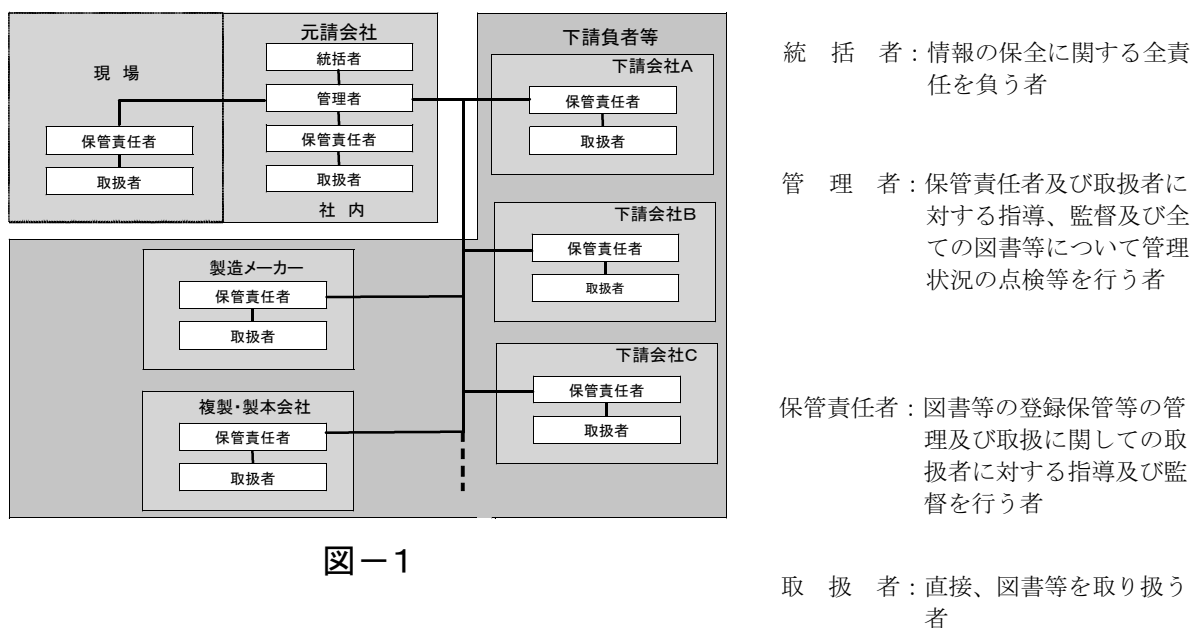 元請会社
統括者
管理者
保管責任者
取扱者
社 内
現 場
保管責任者
取扱者
下請負者等
下請会社A
保管責任者
取扱者
下請会社B
保管責任者
取扱者
下請会社C
保管責任者
取扱者
製造メーカー
保管責任者
取扱者
複製・製本会社
保管責任者
取扱者
図－1
統 括 者：情報の保全に関する全責
任を負う者
管 理 者：保管責任者及び取扱者に
対する指導、監督及び全
ての図書等について管理
状況の点検等を行う者
保管責任者：図書等の登録保管等の管
理及び取扱に関しての取
扱者に対する指導及び監
督を行う者
取 扱 者：直接、図書等を取り扱う
者